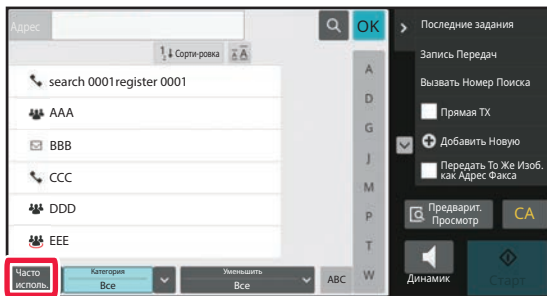 Адрес
OK
Сорти-ровка
search 0001register 0001
AAA
BBB
CCC
DDD
EEE
A
D
G
J
M
P
T
W
Часто
исполь.
Категория
Все
Уменьшить
Все
ABC
Последние задания
Запись Передач
Вызвать Номер Поиска
Прямая TX
Добавить Новую
Передать То Же Изоб.
как Адрес Факса
Предварит.
Просмотр
CA
Динамик
Старт